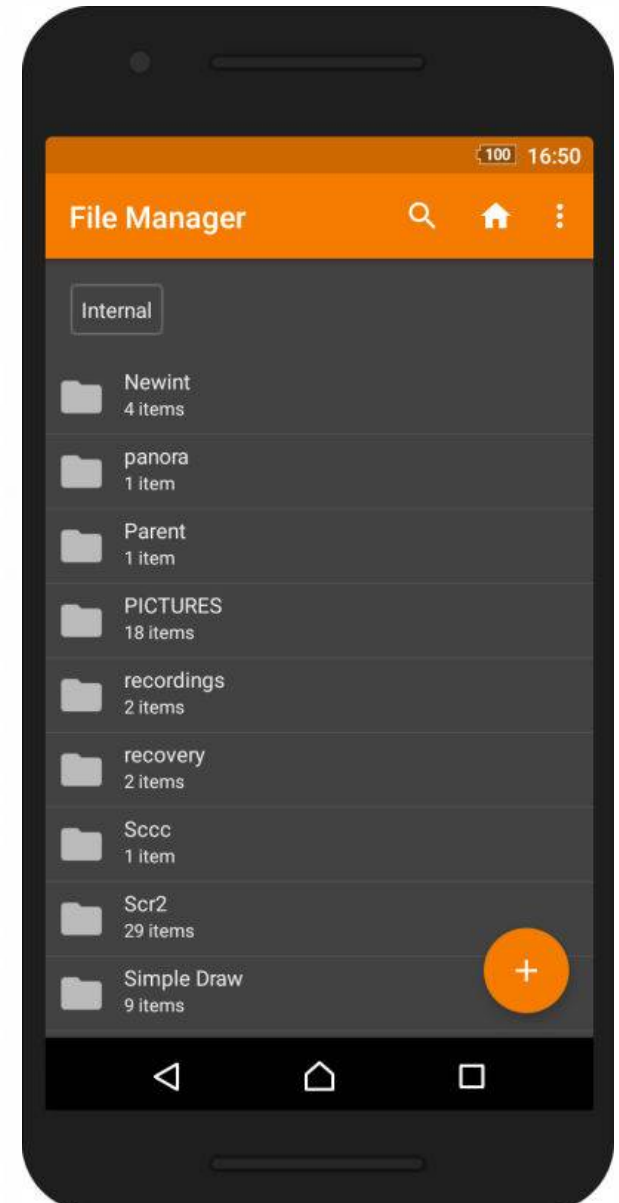 100 16:50
File Manager
Internal
Newint
4 items
panora
1 item
Parent
1 item
PICTURES
18 items
recordings
2 items
recovery
2 items
Sccc
1 item
Scr2
29 items
Simple Draw
9 items